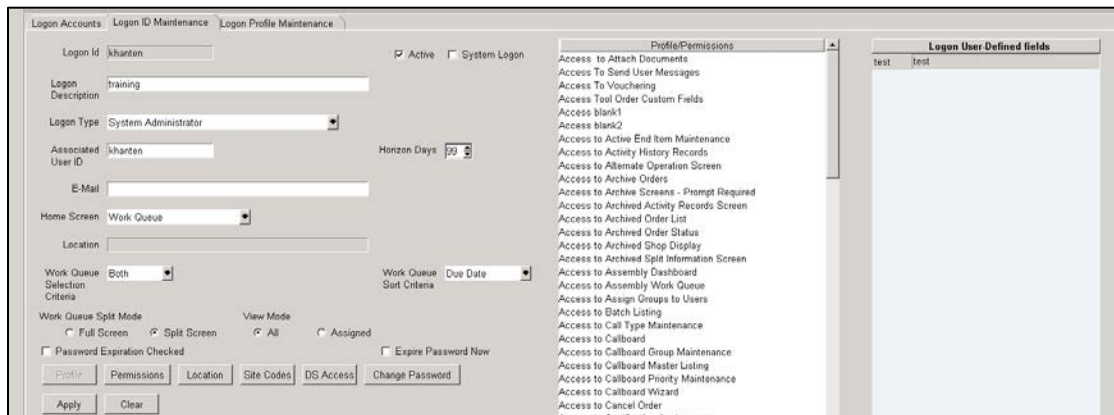 Logon Accounts Logon ID Maintenance Logon Profile Maintenance
Logon Id khanten Active System Logon
Logon Description training
Logon Type System Administrator
Associated User ID khanten Horizon Days 99
E-Mail
Home Screen Work Queue
Location
Work Queue Selection Criteria Both Work Queue Sort Criteria Due Date
Work Queue Split Mode View Mode
Full Screen Split Screen All Assigned
Password Expiration Checked Expire Password Now
Profile Permissions Location Site Codes DS Access Change Password
Apply Clear
Profile/Permissions
Access to Attach Documents
Access To Send User Messages
Access To Vouchering
Access Tool Order Custom Fields
Access blank1
Access blank2
Access to Active End Item Maintenance
Access to Activity History Records
Access to Alternate Operation Screen
Access to Archive Orders
Access to Archive Screens - Prompt Required
Access to Archived Activity Records Screen
Access to Archived Order List
Access to Archived Order Status
Access to Archived Shop Display
Access to Archived Split Information Screen
Access to Assembly Dashboard
Access to Assembly Work Queue
Access to Assign Groups to Users
Access to Batch Listing
Access to Call Type Maintenance
Access to Callboard
Access to Callboard Group Maintenance
Access to Callboard Master Listing
Access to Callboard Priority Maintenance
Access to Callboard Wizard
Access to Cancel Order
Logon User-Defined fields
test test